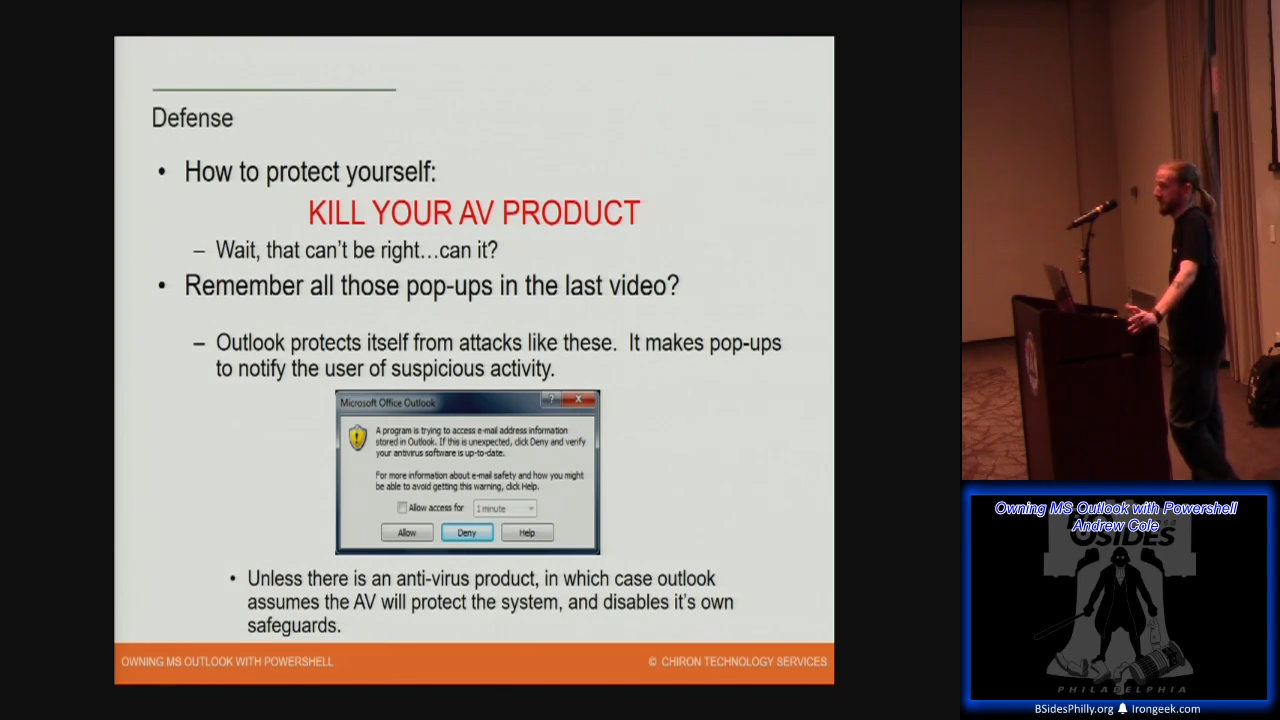 Defense
• How to protect yourself:
KILL YOUR AV PRODUCT
– Wait, that can't be right…can it?
• Remember all those pop-ups in the last video?
– Outlook protects itself from attacks like these. It makes pop-ups
to notify the user of suspicious activity.
Microsoft Office Outlook
A program is trying to access e-mail address information
stored in Outlook. If this is unexpected, click Deny and verify
your antivirus software is up-to-date.
For more information about e-mail safety and how you might
be able to avoid getting this warning, click Help.
Allow access for 1 minute
Allow Deny Help
• Unless there is an anti-virus product, in which case outlook
assumes the AV will protect the system, and disables it's own
safeguards.
OWNING MS OUTLOOK WITH POWERSHELL © CHIRON TECHNOLOGY SERVICES
Owning MS Outlook with Powershell
Andrew Cole
SIDES
PHILADELPHIA
BSidesPhilly.org Irongeek.com